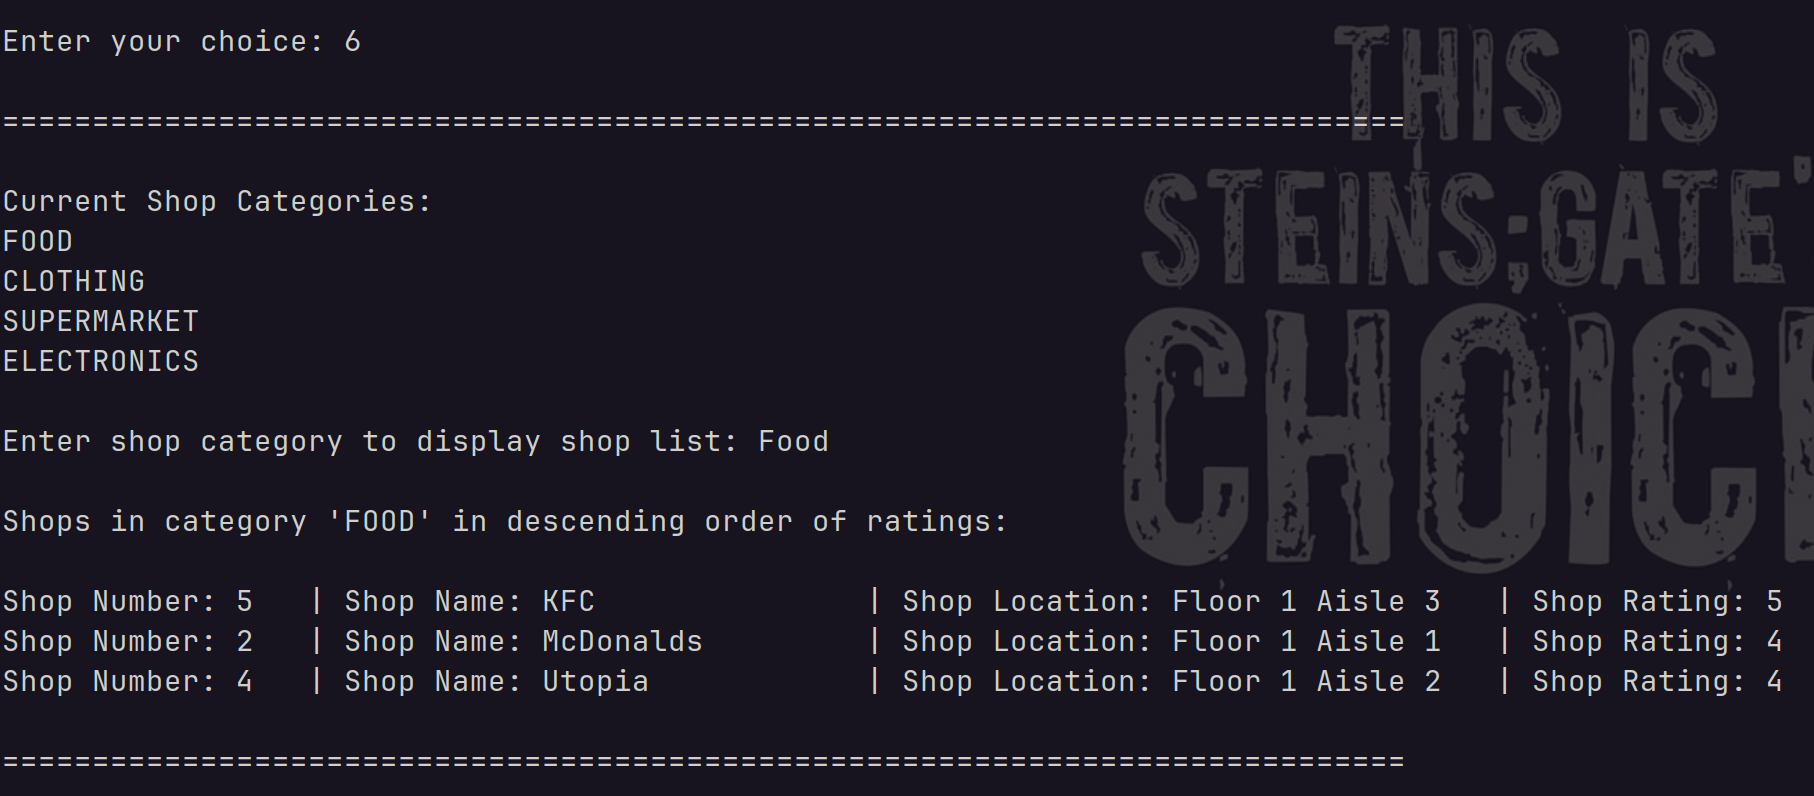 Enter your choice: 6
==============================================================================
Current Shop Categories:
FOOD
CLOTHING
SUPERMARKET
ELECTRONICS
Enter shop category to display shop list: Food
Shops in category 'FOOD' in descending order of ratings:
Shop Number: 5   | Shop Name: KFC               | Shop Location: Floor 1 Aisle 3   | Shop Rating: 5
Shop Number: 2   | Shop Name: McDonalds         | Shop Location: Floor 1 Aisle 1   | Shop Rating: 4
Shop Number: 4   | Shop Name: Utopia            | Shop Location: Floor 1 Aisle 2   | Shop Rating: 4
==============================================================================
THIS IS
STEINS;GATE'
CHOIC